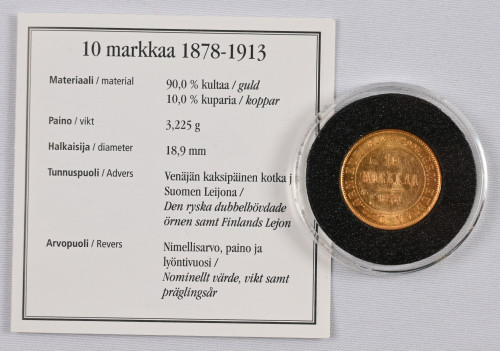 10 markkaa 1878-1913
Materiaali / material 90,0 % kultaa / guld
10,0 % kuparia / koppar
Paino / vikt 3,225 g
Halkaisija / diameter 18,9 mm
Tunnuspuoli / Advers Venäjän kaksipäinen kotka j
Suomen Leijona /
Den ryska dubbelhövdade
örnen samt Finlands Lejon
Arvopuoli / Revers Nimellisarvo, paino ja
lyöntivuosi /
Nominellt värde, vikt samt
präglingsår
10
MARKKAA